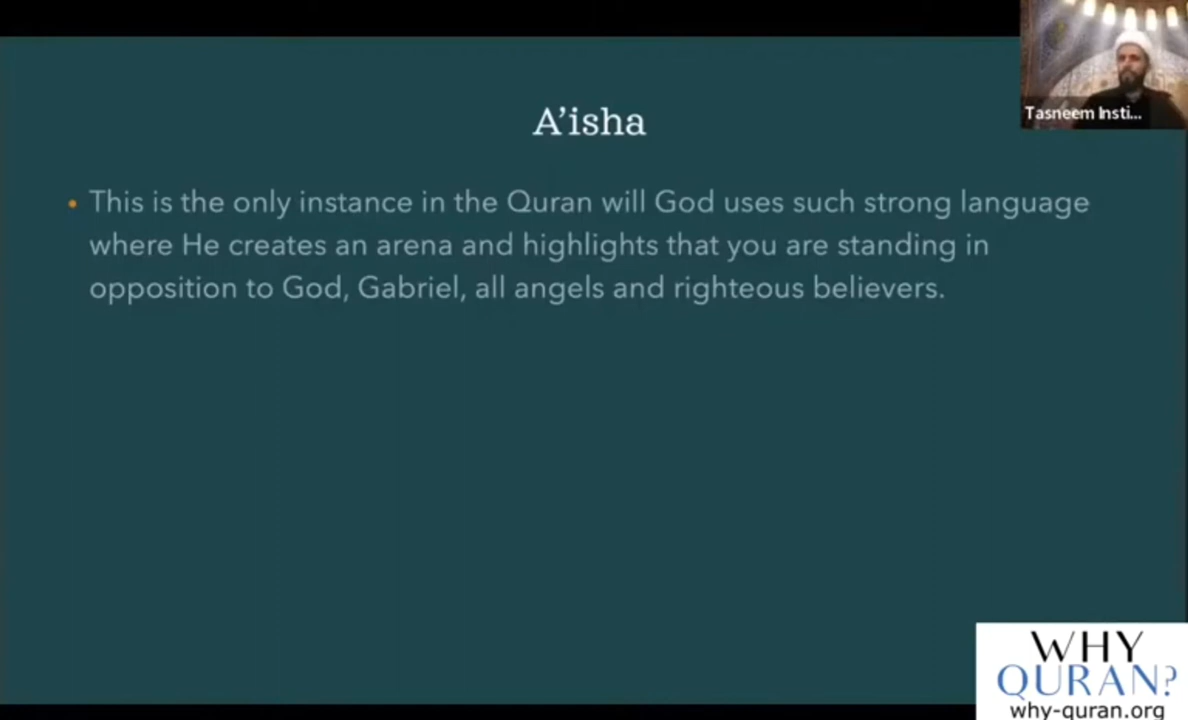 A'isha
Tasneem Insti...
• This is the only instance in the Quran will God uses such strong language
where He creates an arena and highlights that you are standing in
opposition to God, Gabriel, all angels and righteous believers.
WHY
QURAN?
why-quran.org